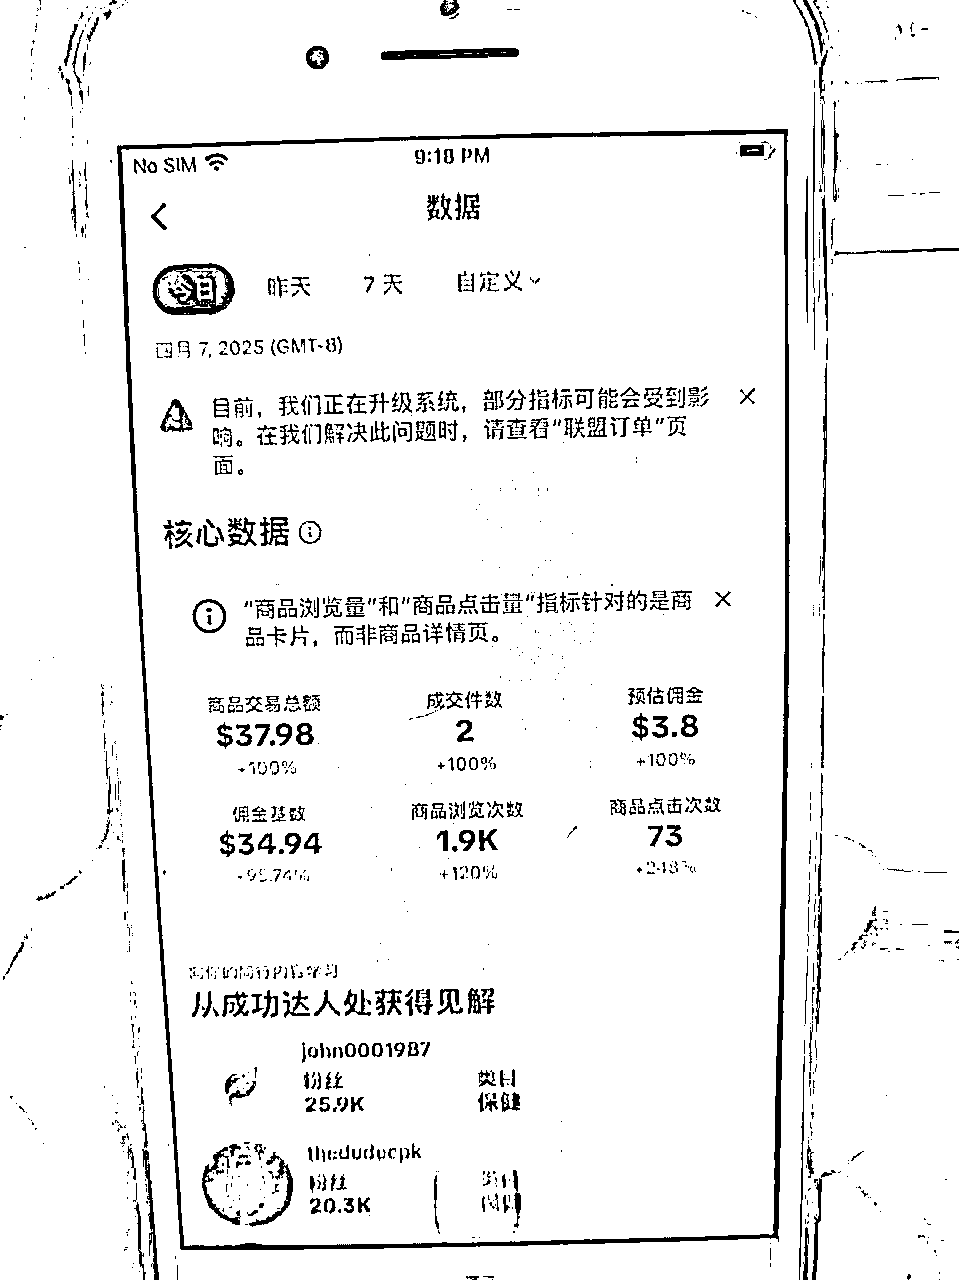 No SIM 9:18 PM
数据
今日 昨天 7 天 自定义
四月 7, 2025 (GMT-8)
目前，我们正在升级系统，部分指标可能会受到影
响。在我们解决此问题时，请查看"联盟订单"页
面。
核心数据
"商品浏览量"和"商品点击量"指标针对的是商
品卡片，而非商品详情页。
商品交易总额 成交件数 预估佣金
$37.98 2 $3.8
+100% +100% +100%
佣金基数 商品浏览次数 商品点击次数
$34.94 1.9K 73
+120%
从成功达人处获得见解
john0001987
粉丝 类目
25.9K 保健
thedudecpk
粉丝 类目
20.3K